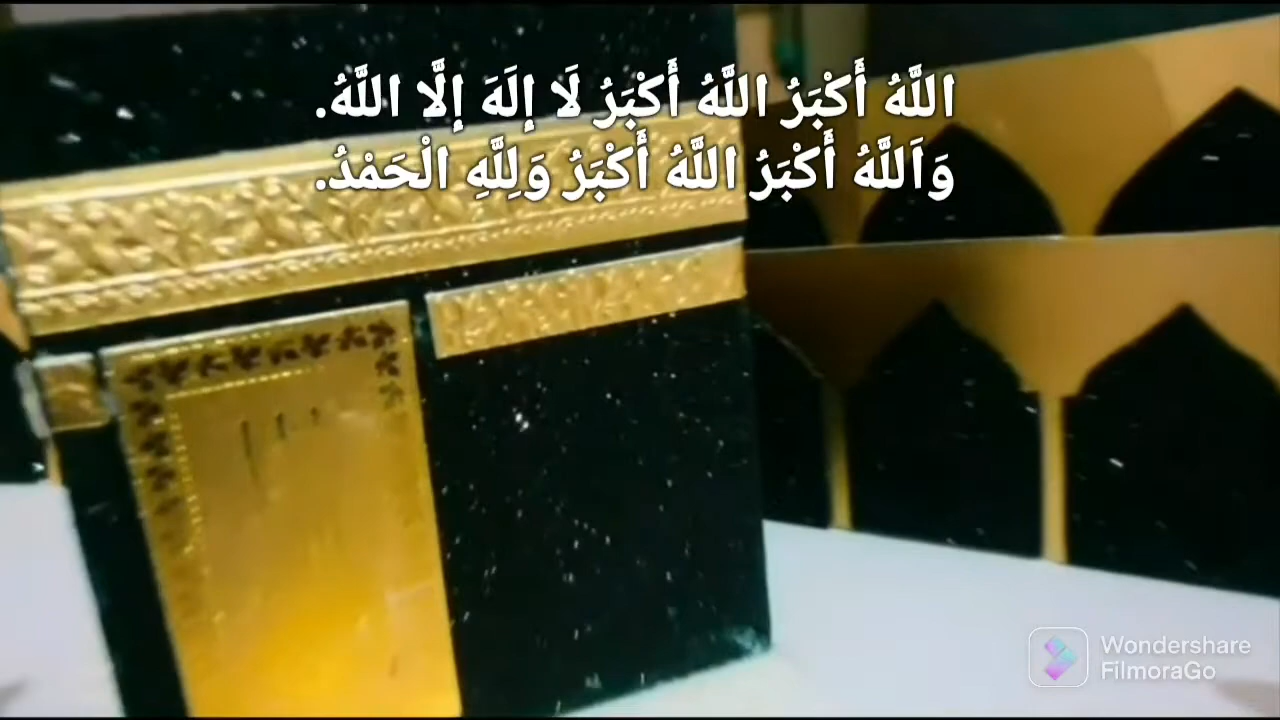 اللَّهُ أَكْبَرُ اللَّهُ أَكْبَرُ لَا إِلَهَ إِلَّا اللَّهُ.
وَاَللَّهُ أَكْبَرُ اللَّهُ أَكْبَرُ وَلِلَّهِ الْحَمْدُ.
Wondershare
FilmoraGo